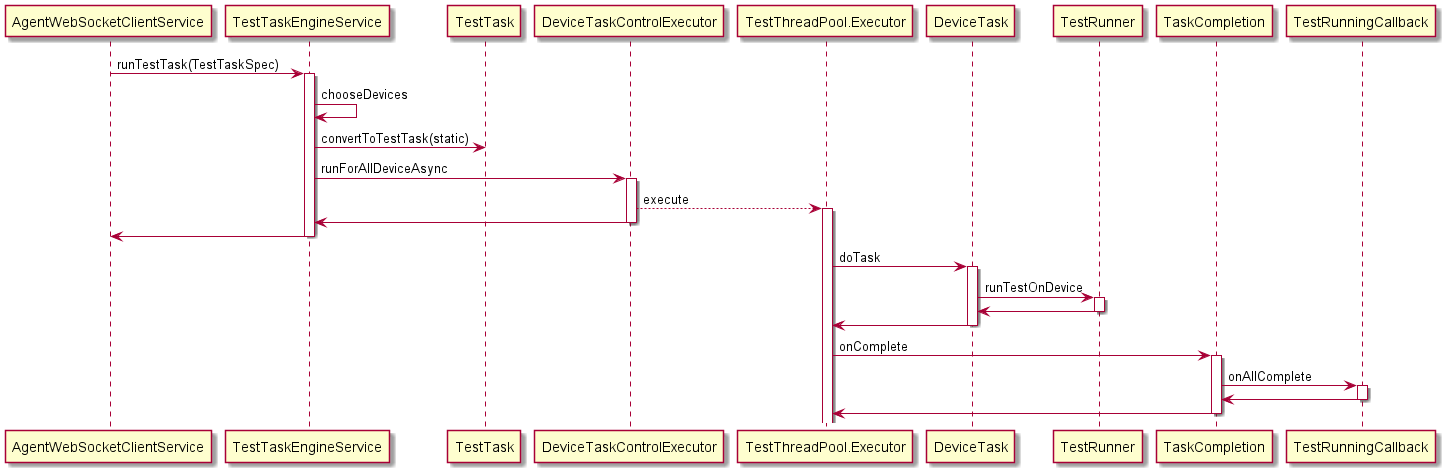 AgentWebSocketClientService TestTaskEngineService TestTask DeviceTaskControlExecutor TestThreadPool.Executor DeviceTask TestRunner TaskCompletion TestRunningCallback
runTestTask(TestTaskSpec)
chooseDevices
convertToTestTask(static)
runForAllDeviceAsync
execute
doTask
runTestOnDevice
onComplete
onAllComplete
AgentWebSocketClientService TestTaskEngineService TestTask DeviceTaskControlExecutor TestThreadPool.Executor DeviceTask TestRunner TaskCompletion TestRunningCallback